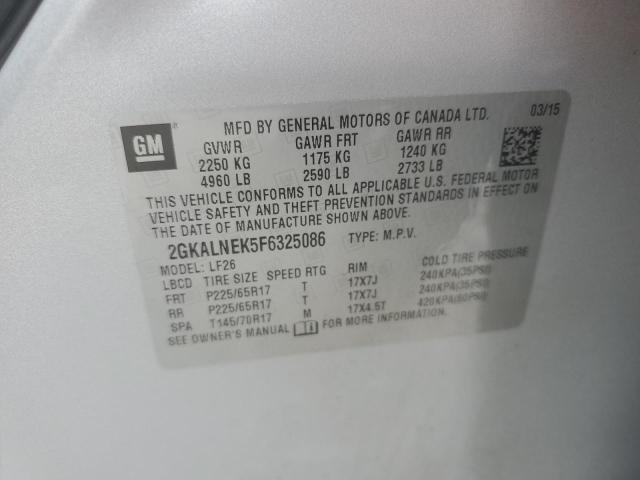 MFD BY GENERAL MOTORS OF CANADA LTD. 03/15
GM
GVWR GAWR FRT GAWR RR
2250 KG 1175 KG 1240 KG
4960 LB 2590 LB 2733 LB
THIS VEHICLE CONFORMS TO ALL APPLICABLE U.S. FEDERAL MOTOR
VEHICLE SAFETY AND THEFT PREVENTION STANDARDS IN EFFECT ON
THE DATE OF MANUFACTURE SHOWN ABOVE.
2GKALNEK5F6325086 TYPE: M.P.V.
MODEL: LF26
LBCD TIRE SIZE SPEED RTG RIM COLD TIRE PRESSURE
FRT P225/65R17 T 17X7J 240KPA(35PSI)
RR P225/65R17 T 17X7J 240KPA(35PSI)
SPA T145/70R17 M 17X4.5T 420KPA(60PSI)
SEE OWNER'S MANUAL FOR MORE INFORMATION.